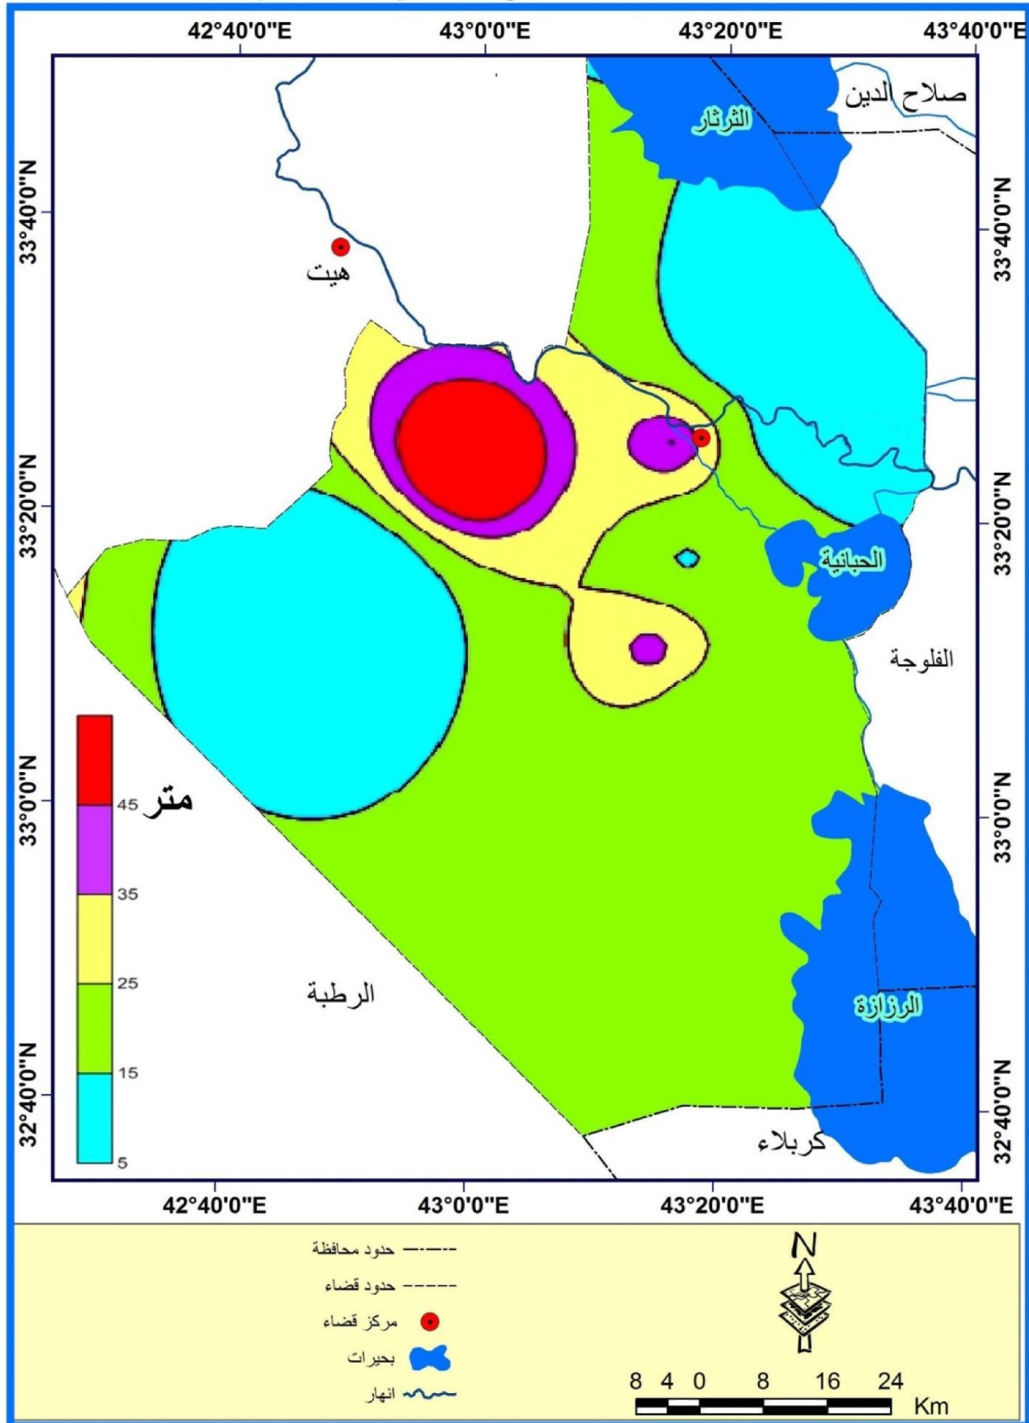 42°40'0"E 43°0'0"E 43°20'0"E 43°40'0"E
صلاح الدين
الثرثار
33°40'0"N
33°40'0"N
هيت
33°20'0"N
33°20'0"N
الحبانية
الفلوجة
45
متر
35
25
15
5
33°0'0"N
33°0'0"N
الرطبة
الرزازة
32°40'0"N
32°40'0"N
كربلاء
42°40'0"E 43°0'0"E 43°20'0"E 43°40'0"E
حدود محافظة
حدود قضاء
مركز قضاء
بحيرات
انهار
N
8 4 0 8 16 24
Km